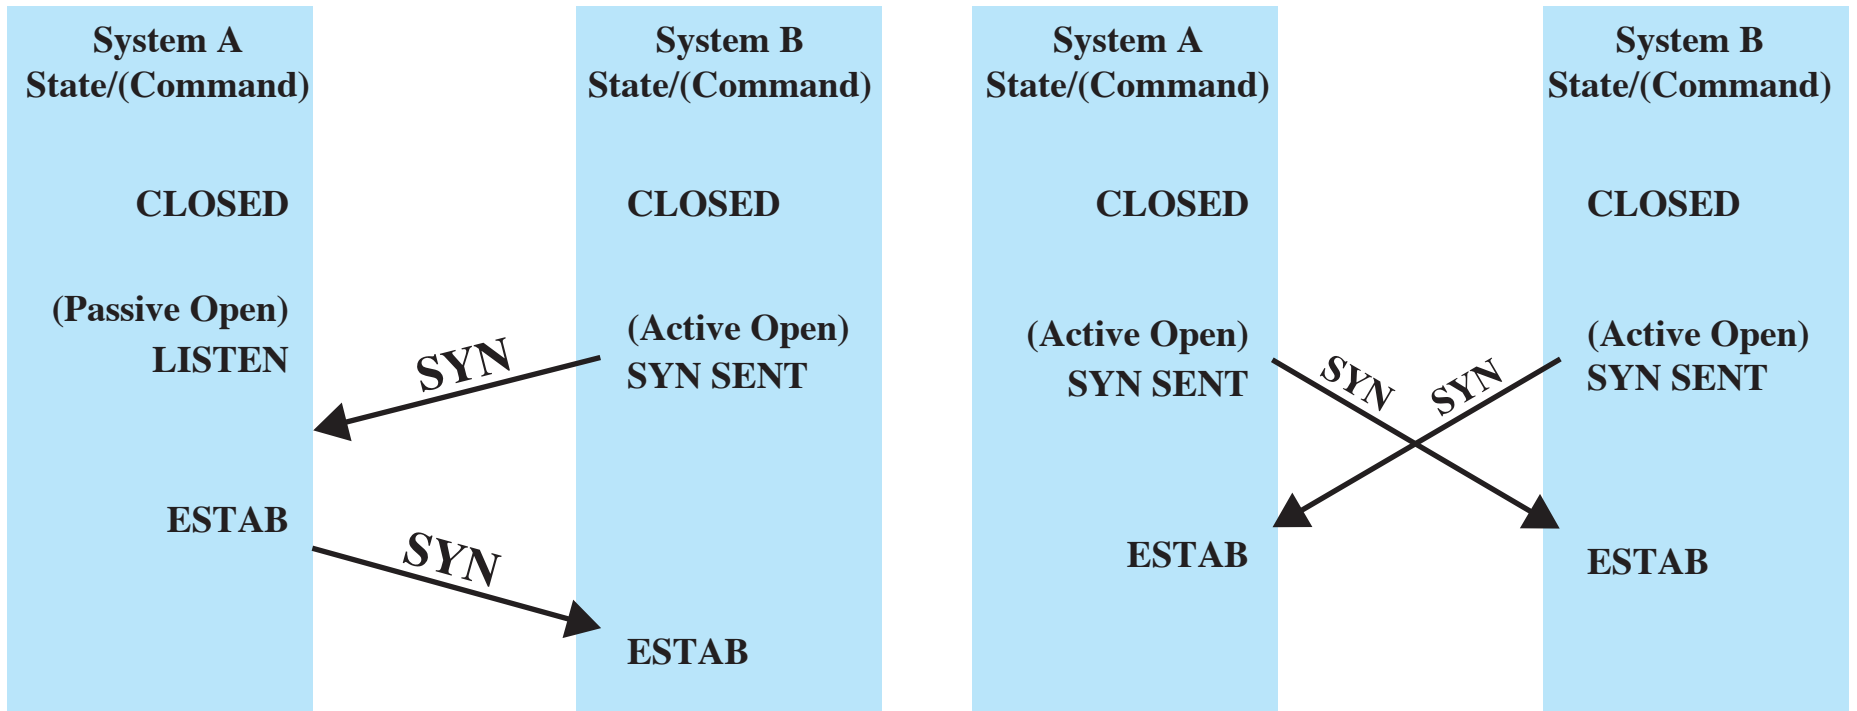 System A
State/(Command)
CLOSED
(Passive Open)
LISTEN
ESTAB
SYN
SYN
System B
State/(Command)
CLOSED
(Active Open)
SYN SENT
ESTAB
System A
State/(Command)
CLOSED
(Active Open)
SYN SENT
ESTAB
SYN
SYN
System B
State/(Command)
CLOSED
(Active Open)
SYN SENT
ESTAB